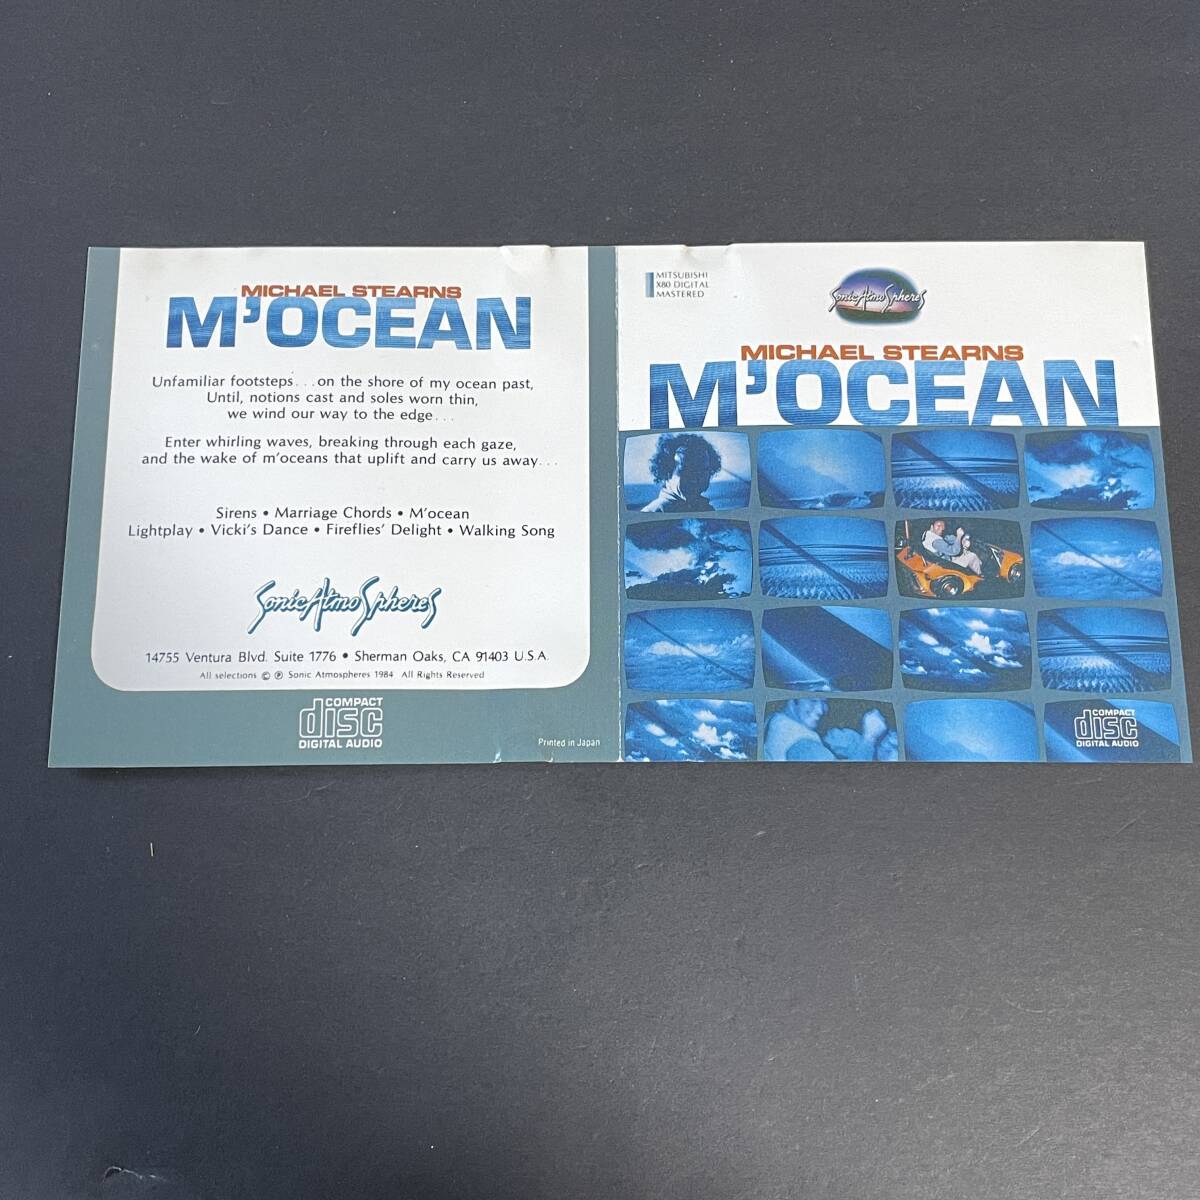 MICHAEL STEARNS
M'OCEAN
Unfamiliar footsteps . . . on the shore of my ocean past,
Until, notions cast and soles worn thin,
we wind our way to the edge . . .
Enter whirling waves, breaking through each gaze,
and the wake of m'oceans that uplift and carry us away . . .
Sirens • Marriage Chords • M'ocean
Lightplay • Vicki's Dance • Fireflies' Delight • Walking Song
Sonic Atmospheres
14755 Ventura Blvd. Suite 1776 • Sherman Oaks, CA 91403 U.S.A.
All selections © ℗ Sonic Atmospheres 1984 All Rights Reserved
COMPACT
disc
DIGITAL AUDIO
Printed in Japan
MITSUBISHI
X80 DIGITAL
MASTERED
Sonic Atmospheres
MICHAEL STEARNS
M'OCEAN
COMPACT
disc
DIGITAL AUDIO